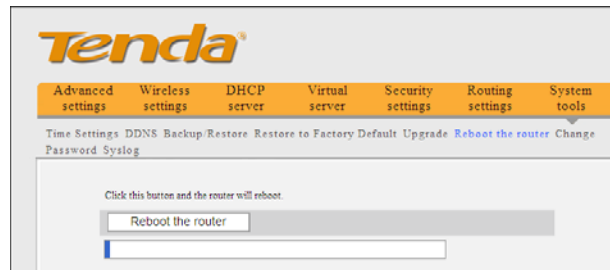 Tenda®
Advanced settings Wireless settings DHCP server Virtual server Security settings Routing settings System tools
Time Settings DDNS Backup/Restore Restore to Factory Default Upgrade Reboot the router Change
Password Syslog
Click this button and the router will reboot.
Reboot the router